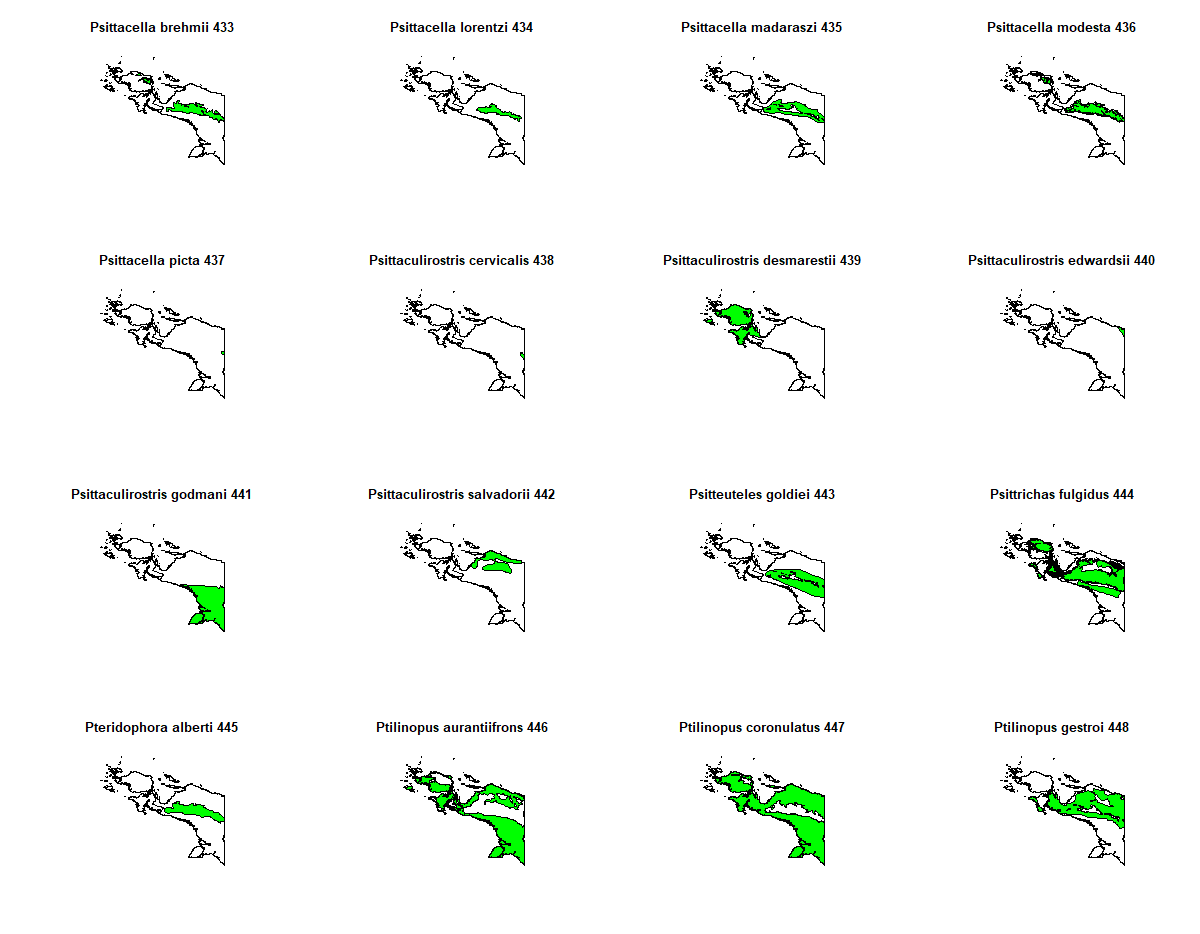 Psittacella brehmii 433
Psittacella lorentzi 434
Psittacella madaraszi 435
Psittacella modesta 436
Psittacella picta 437
Psittaculirostris cervicalis 438
Psittaculirostris desmarestii 439
Psittaculirostris edwardsii 440
Psittaculirostris godmani 441
Psittaculirostris salvadorii 442
Psitteuteles goldiei 443
Psittrichas fulgidus 444
Pteridophora alberti 445
Ptilinopus aurantiifrons 446
Ptilinopus coronulatus 447
Ptilinopus gestroi 448